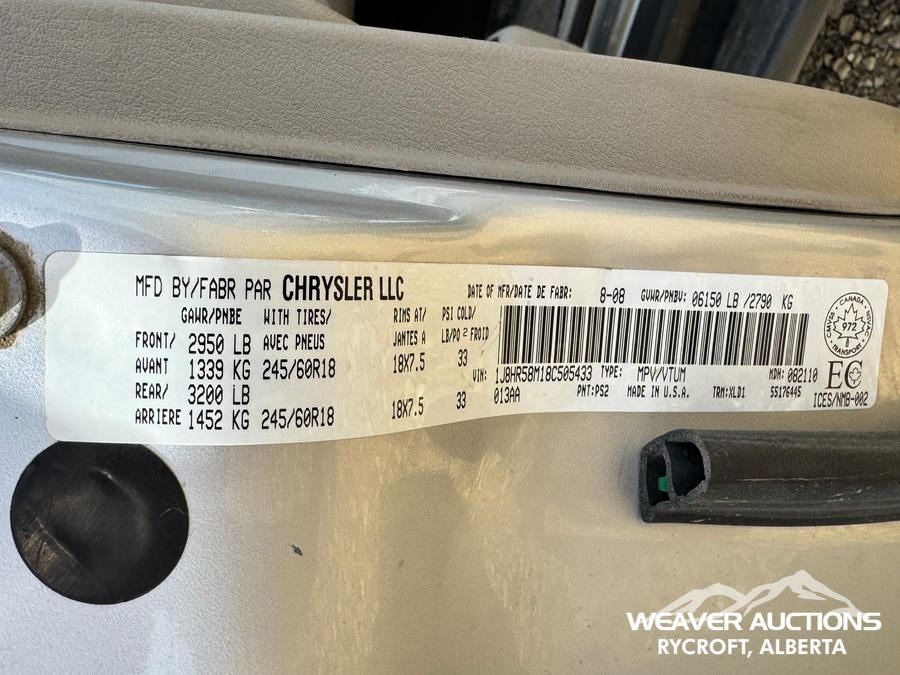 MFD BY/FABR PAR CHRYSLER LLC
DATE OF MFR/DATE DE FABR: 8-08 GVWR/PNBV: 06150 LB /2790 KG
GAWR/PNBE WITH TIRES/ RIMS AT/ PSI COLD/
FRONT/ 2950 LB AVEC PNEUS JANTES A LB/PO 2 FROID
AVANT 1339 KG 245/60R18 18X7.5 33
REAR/ 3200 LB
ARRIERE 1452 KG 245/60R18 18X7.5 33
VIN: 1J8HR58M18C505433 TYPE: MPV/VTUM MDH: 082110
013AA PNT:PS2 MADE IN U.S.A. TRM:XLD1 55176445
CANADA
CMVSS NSVAC
972
TRANSPORT
EC
ICES/NMB-002
WEAVER AUCTIONS
RYCROFT, ALBERTA